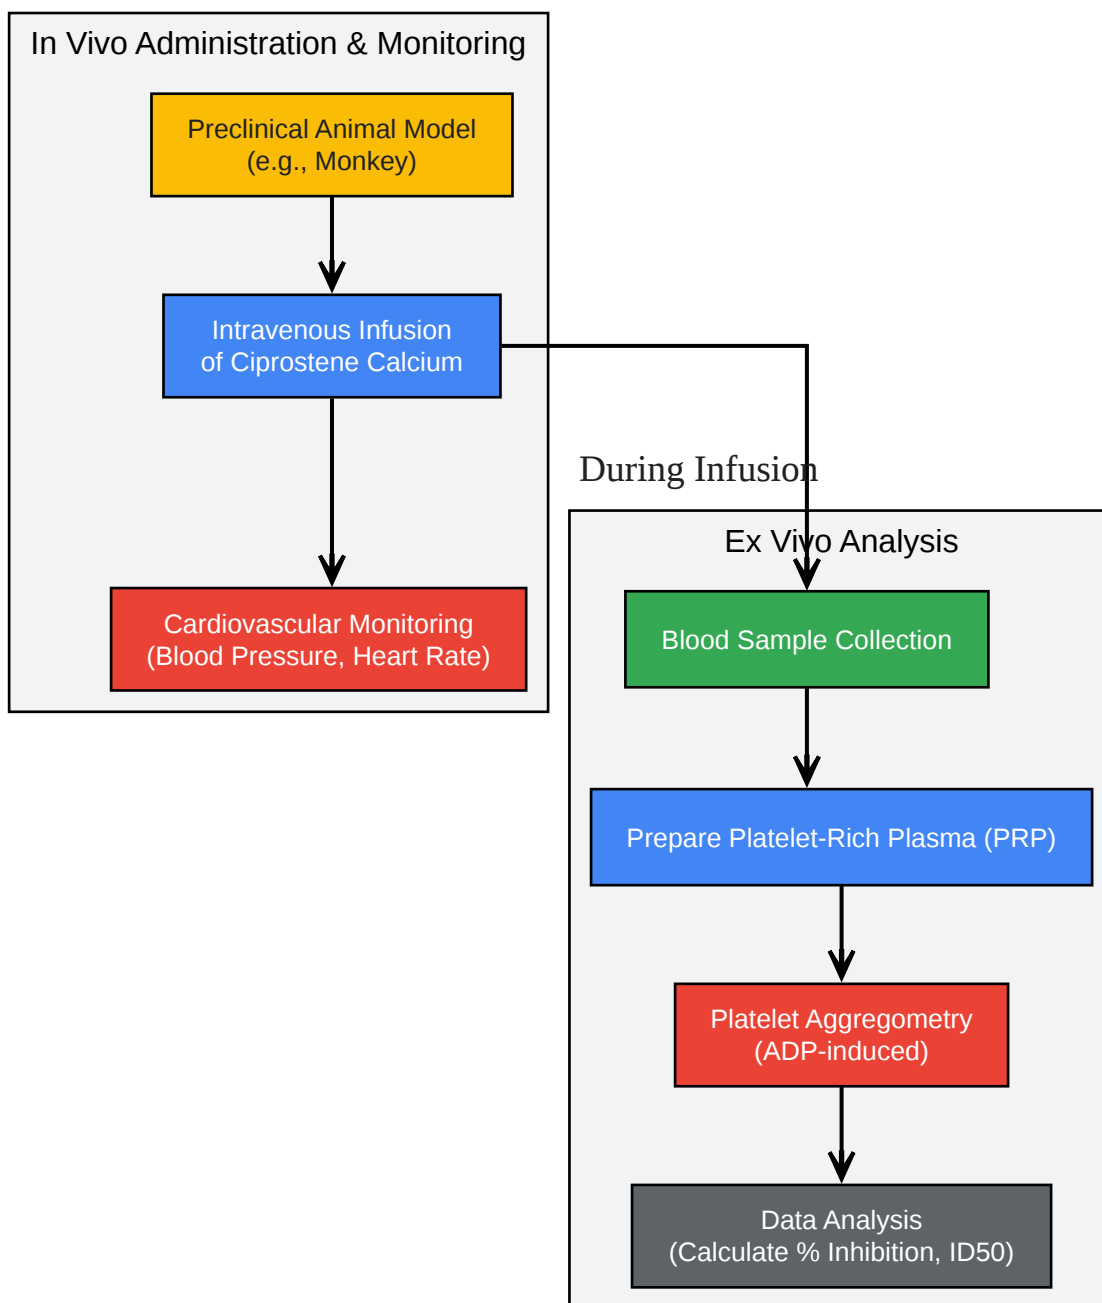 In Vivo Administration & Monitoring
Preclinical Animal Model
(e.g., Monkey)
Intravenous Infusion
of Ciprostene Calcium
Cardiovascular Monitoring
(Blood Pressure, Heart Rate)
During Infusion
Ex Vivo Analysis
Blood Sample Collection
Prepare Platelet-Rich Plasma (PRP)
Platelet Aggregometry
(ADP-induced)
Data Analysis
(Calculate % Inhibition, ID50)